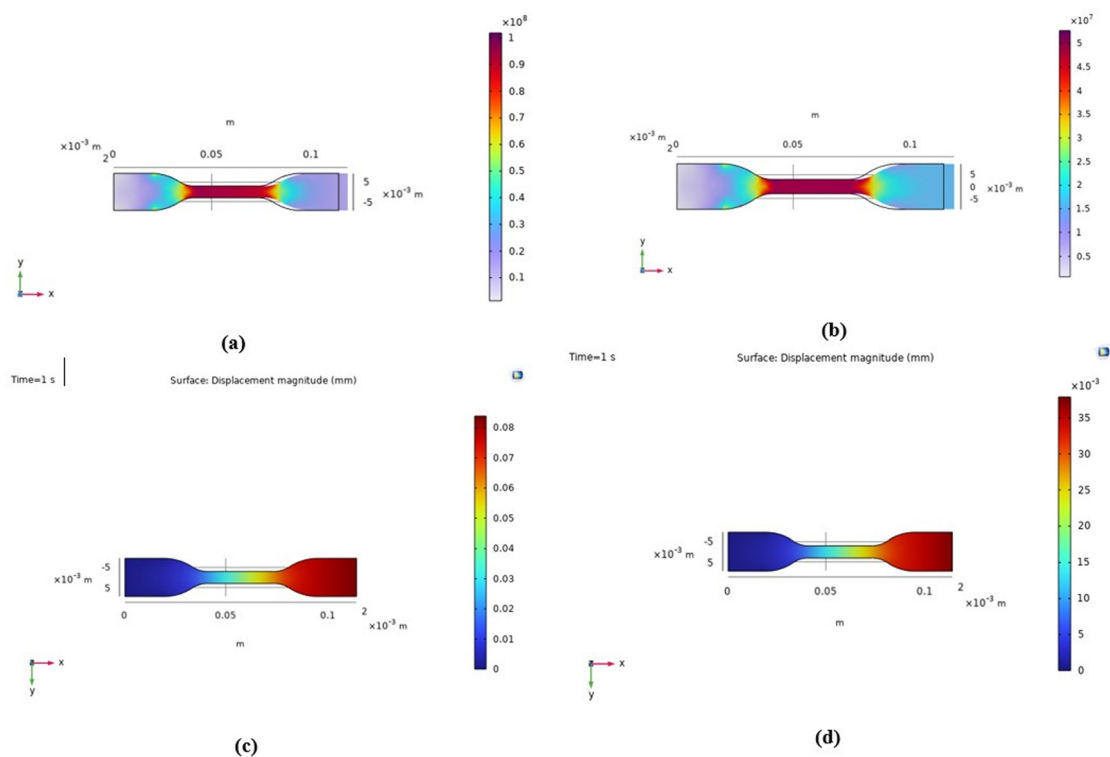 ×10⁸
1
0.9
0.8
0.7
0.6
0.5
0.4
0.3
0.2
0.1
m
×10⁻³ m
2
0
0.05
0.1
5
-5
×10⁻³ m
y
z
x
(a)
×10⁷
5
4.5
4
3.5
3
2.5
2
1.5
1
0.5
m
×10⁻³ m
2
0
0.05
0.1
5
0
-5
×10⁻³ m
y
z
x
(b)
Time=1 s
Surface: Displacement magnitude (mm)
0.08
0.07
0.06
0.05
0.04
0.03
0.02
0.01
0
×10⁻³ m
-5
5
0
0.05
0.1
2
×10⁻³ m
m
z
x
y
(c)
Time=1 s
Surface: Displacement magnitude (mm)
×10⁻³
35
30
25
20
15
10
5
0
×10⁻³ m
-5
5
0
0.05
0.1
2
×10⁻³ m
m
z
x
y
(d)